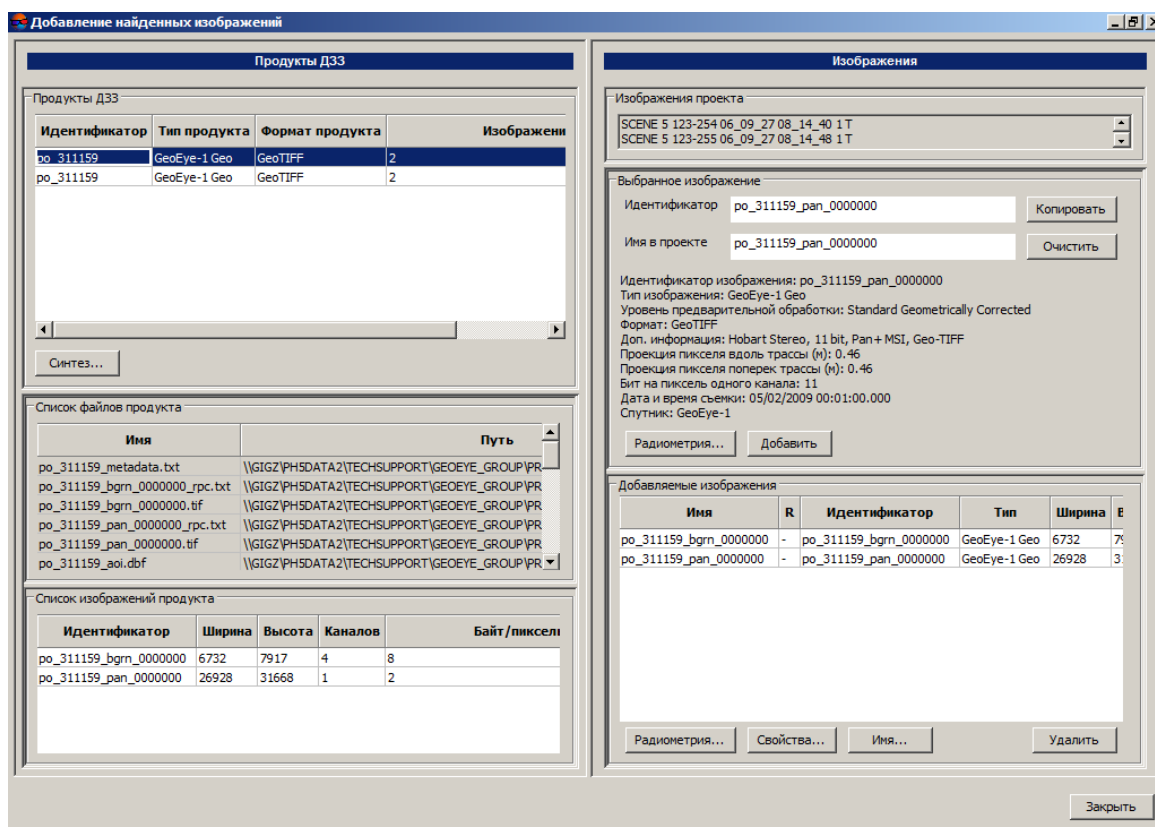 Добавление найденных изображений
Продукты ДЗЗ
Продукты ДЗЗ
Идентификатор Тип продукта Формат продукта Изображени
po_311159 GeoEye-1 Geo GeoTIFF 2
po_311159 GeoEye-1 Geo GeoTIFF 2
Синтез...
Список файлов продукта
Имя Путь
po_311159_metadata.txt \\GIGZ\PH5DATA2\TECHSUPPORT\GEOEYE_GROUP\PR
po_311159_bgrn_0000000_rpc.txt \\GIGZ\PH5DATA2\TECHSUPPORT\GEOEYE_GROUP\PR
po_311159_bgrn_0000000.tif \\GIGZ\PH5DATA2\TECHSUPPORT\GEOEYE_GROUP\PR
po_311159_pan_0000000_rpc.txt \\GIGZ\PH5DATA2\TECHSUPPORT\GEOEYE_GROUP\PR
po_311159_pan_0000000.tif \\GIGZ\PH5DATA2\TECHSUPPORT\GEOEYE_GROUP\PR
po_311159_aoi.dbf \\GIGZ\PH5DATA2\TECHSUPPORT\GEOEYE_GROUP\PR
Список изображений продукта
Идентификатор Ширина Высота Каналов Байт/пиксель
po_311159_bgrn_0000000 6732 7917 4 8
po_311159_pan_0000000 26928 31668 1 2
Изображения
Изображения проекта
SCENE 5 123-254 06_09_27 08_14_40 1 T
SCENE 5 123-255 06_09_27 08_14_48 1 T
Выбранное изображение
Идентификатор po_311159_pan_0000000 Копировать
Имя в проекте po_311159_pan_0000000 Очистить
Идентификатор изображения: po_311159_pan_0000000
Тип изображения: GeoEye-1 Geo
Уровень предварительной обработки: Standard Geometrically Corrected
Формат: GeoTIFF
Доп. информация: Hobart Stereo, 11 bit, Pan+ MSI, Geo-TIFF
Проекция пикселя вдоль трассы (м): 0.46
Проекция пикселя поперек трассы (м): 0.46
Бит на пиксель одного канала: 11
Дата и время съемки: 05/02/2009 00:01:00.000
Спутник: GeoEye-1
Радиометрия... Добавить
Добавляемые изображения
Имя R Идентификатор Тип Ширина В
po_311159_bgrn_0000000 - po_311159_bgrn_0000000 GeoEye-1 Geo 6732 79
po_311159_pan_0000000 - po_311159_pan_0000000 GeoEye-1 Geo 26928 3
Радиометрия... Свойства... Имя... Удалить
Закрыть